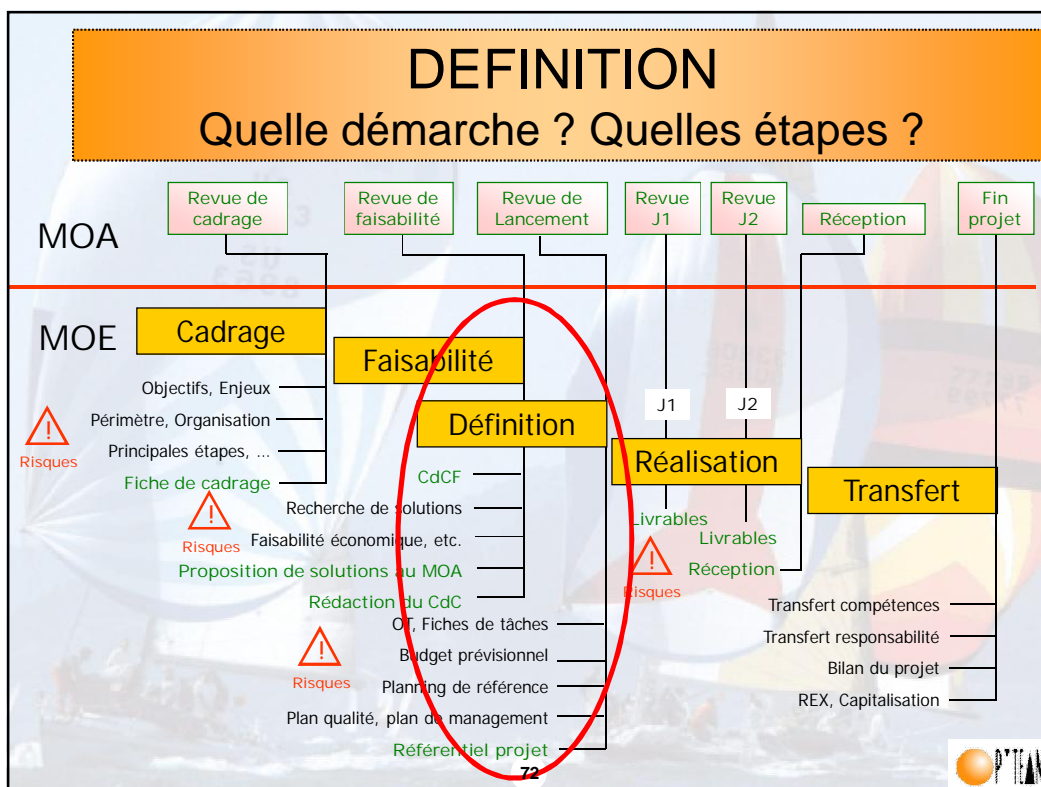 DEFINITION
Quelle démarche ? Quelles étapes ?
Revue de
cadrage
Revue de
faisabilité
Revue de
Lancement
Revue
J1
Revue
J2
Réception
Fin
projet
MOA
MOE
Cadrage
Objectifs, Enjeux
Périmètre, Organisation
Principales étapes, ...
Fiche de cadrage
Risques
Faisabilité
CdCF
Recherche de solutions
Faisabilité économique, etc.
Proposition de solutions au MOA
Rédaction du CdC
Risques
Définition
OT, Fiches de tâches
Budget prévisionnel
Planning de référence
Plan qualité, plan de management
Référentiel projet
Risques
J1
J2
Réalisation
Livrables
Livrables
Réception
Risques
Transfert
Transfert compétences
Transfert responsabilité
Bilan du projet
REX, Capitalisation
72